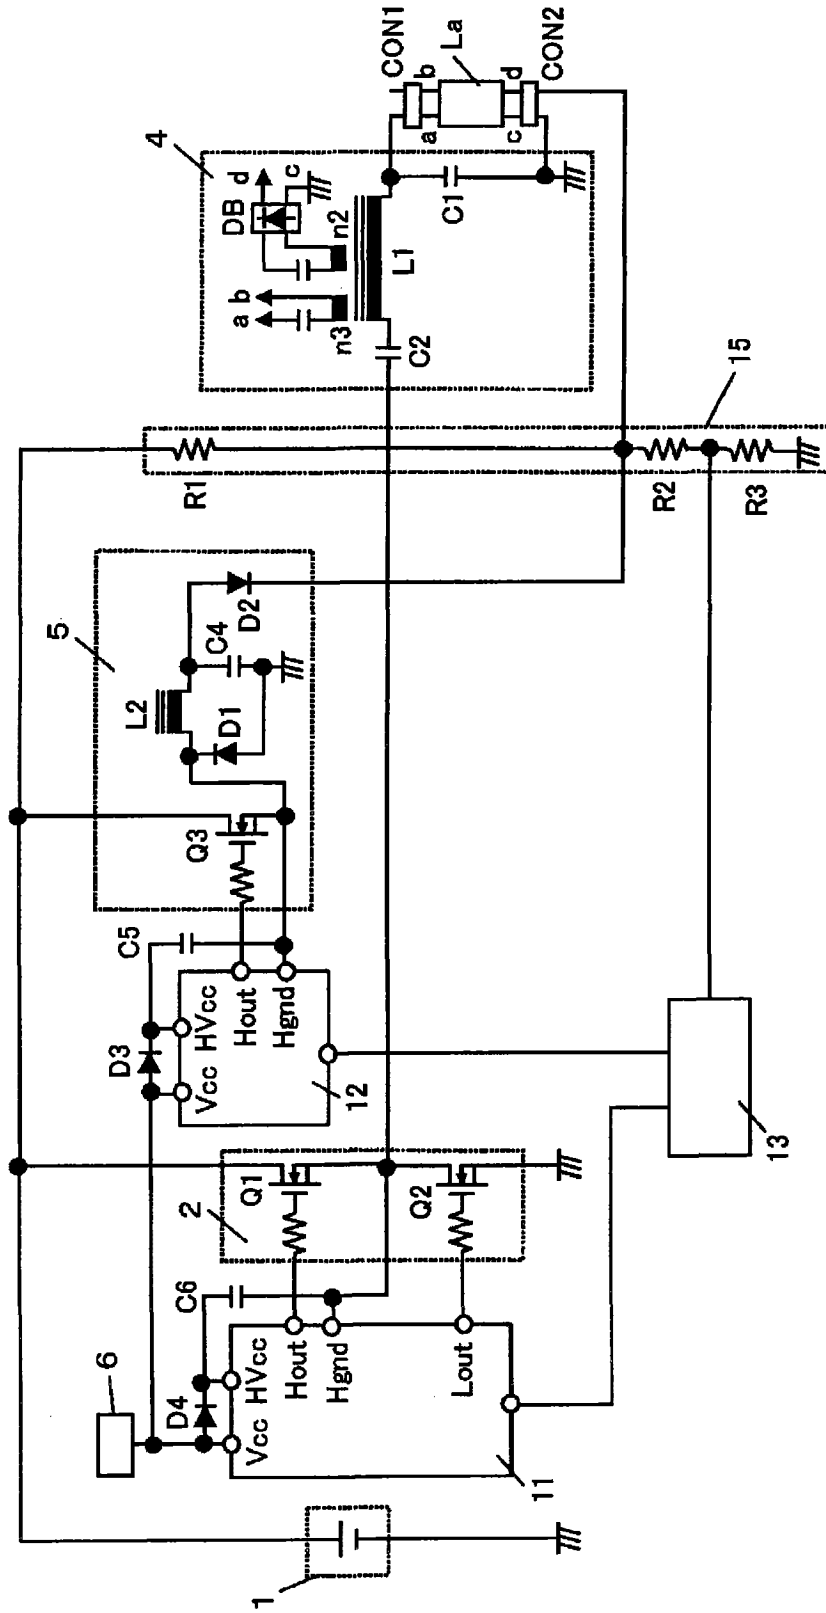 1
6
D4
Vcc
HVcc
Hout
Hgnd
Lout
11
C6
2
Q1
Q2
D3
Vcc
HVcc
Hout
Hgnd
12
C5
13
5
Q3
L2
D1
C4
D2
15
R1
R2
R3
4
a
b
n3
n2
DB
d
c
L1
C2
C1
CON1
a
b
La
c
d
CON2